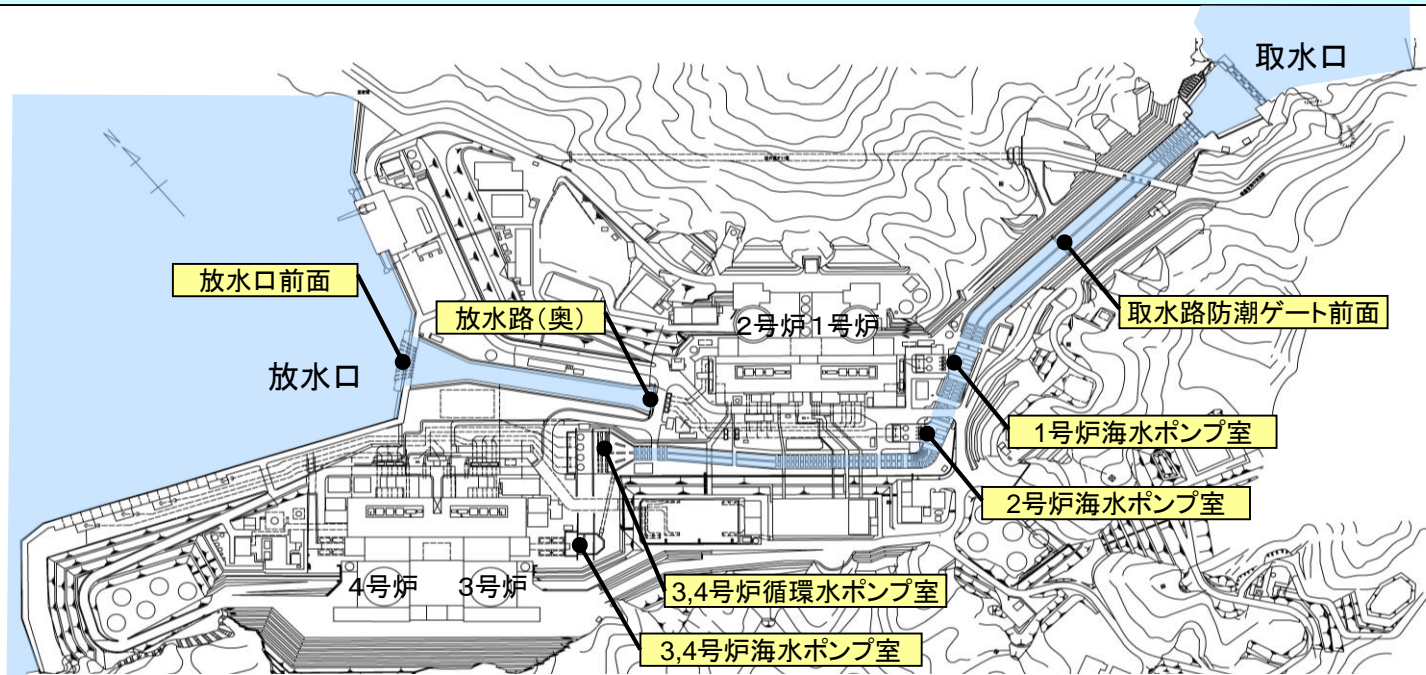 取水口
放水口前面
放水路（奥）
2号炉
1号炉
取水路防潮ゲート前面
放水口
1号炉海水ポンプ室
2号炉海水ポンプ室
4号炉
3号炉
3,4号炉循環水ポンプ室
3,4号炉海水ポンプ室